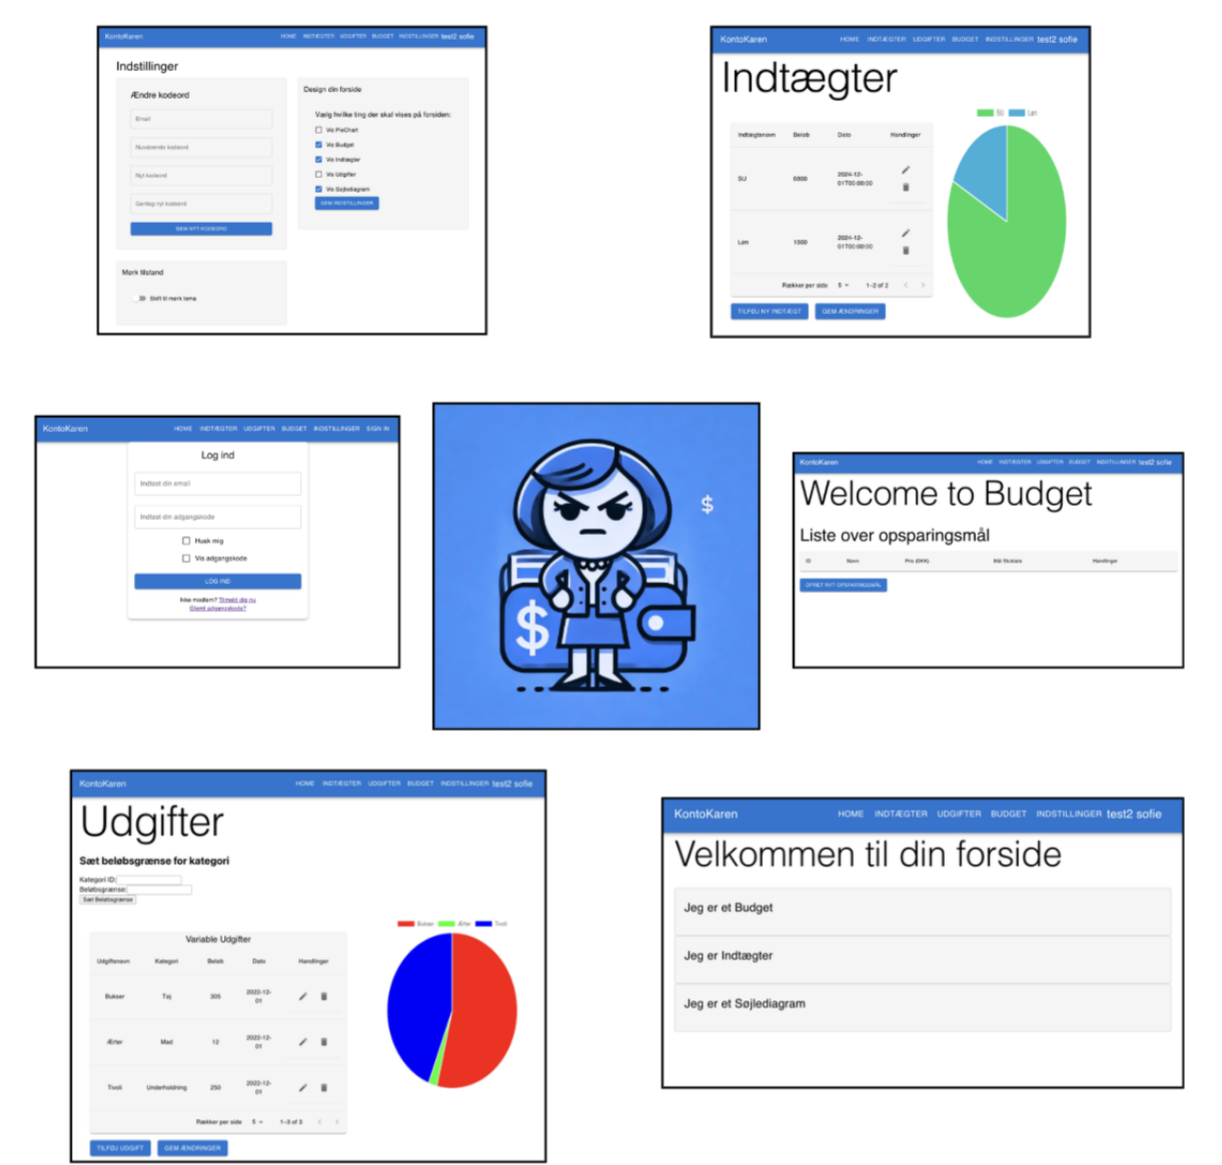 KontoKaren HOME INDTÆGTER UDGIFTER BUDGET INDSTILLINGER test2 sofie
Indstillinger
Ændre kodeord
Email
Nuværende kodeord
Nyt kodeord
Gentag nyt kodeord
GEM NYT KODEORD
Design din forside
Vælg hvilke ting der skal vises på forsiden:
Vis PieChart
Vis Budget
Vis Indtægter
Vis Udgifter
Vis Søjlediagram
GEM INDSTILLINGER
Mørk tilstand
Skift til mørk tema
KontoKaren HOME INDTÆGTER UDGIFTER BUDGET INDSTILLINGER test2 sofie
Indtægter
SU Løn
Indtægtsnavn Beløb Dato Handlinger
SU 6000 2024-12-
01T00:00:00
Løn 1500 2024-12-
01T00:00:00
Rækker per side 5 1-2 of 2
TILFØJ NY INDTÆGT GEM ÆNDRINGER
KontoKaren HOME INDTÆGTER UDGIFTER BUDGET INDSTILLINGER SIGN IN
Log ind
Indtast din email
Indtast din adgangskode
Husk mig
Vis adgangskode
LOG IND
Ikke medlem? Tilmeld dig nu
Glemt adgangskode?
$
$
KontoKaren HOME INDTÆGTER UDGIFTER BUDGET INDSTILLINGER test2 sofie
Welcome to Budget
Liste over opsparingsmål
ID Navn Pris (DKK) Handlinger
OPRET NYT OPSPARINGSMÅL
KontoKaren HOME INDTÆGTER UDGIFTER BUDGET INDSTILLINGER test2 sofie
Udgifter
Sæt beløbsgrænse for kategori
Kategori ID:
Beløbsgrænse:
Sæt Beløbsgrænse
Bukser Ærter Tivoli
Variable Udgifter
Udgiftsnavn Kategori Beløb Dato Handlinger
Bukser Tøj 305 2022-12-
01
Ærter Mad 12 2022-12-
01
Tivoli Underholdning 250 2022-12-
01
Rækker per side 5 1-3 of 3
TILFØJ UDGIFT GEM ÆNDRINGER
KontoKaren HOME INDTÆGTER UDGIFTER BUDGET INDSTILLINGER test2 sofie
Velkommen til din forside
Jeg er et Budget
Jeg er Indtægter
Jeg er et Søjlediagram